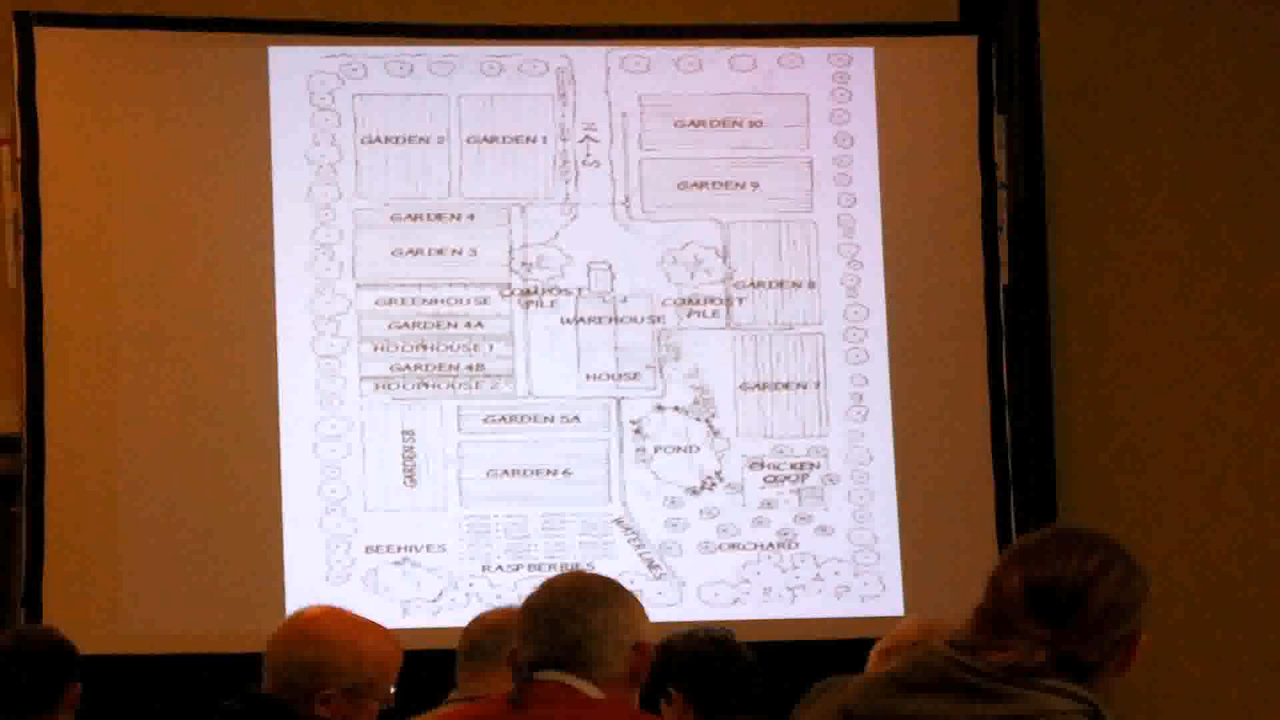 GARDEN 2
GARDEN 1
N
S
GARDEN 10
GARDEN 9
GARDEN 4
GARDEN 3
GREENHOUSE
COMPOST
PILE
WAREHOUSE
COMPOST
PILE
GARDEN 8
GARDEN 4A
HOOPHOUSE 1
GARDEN 4B
HOOPHOUSE 2
HOUSE
GARDEN 7
GARDEN 5B
GARDEN 5A
GARDEN 6
POND
CHICKEN
COOP
BEEHIVES
RASPBERRIES
WATER LINES
ORCHARD